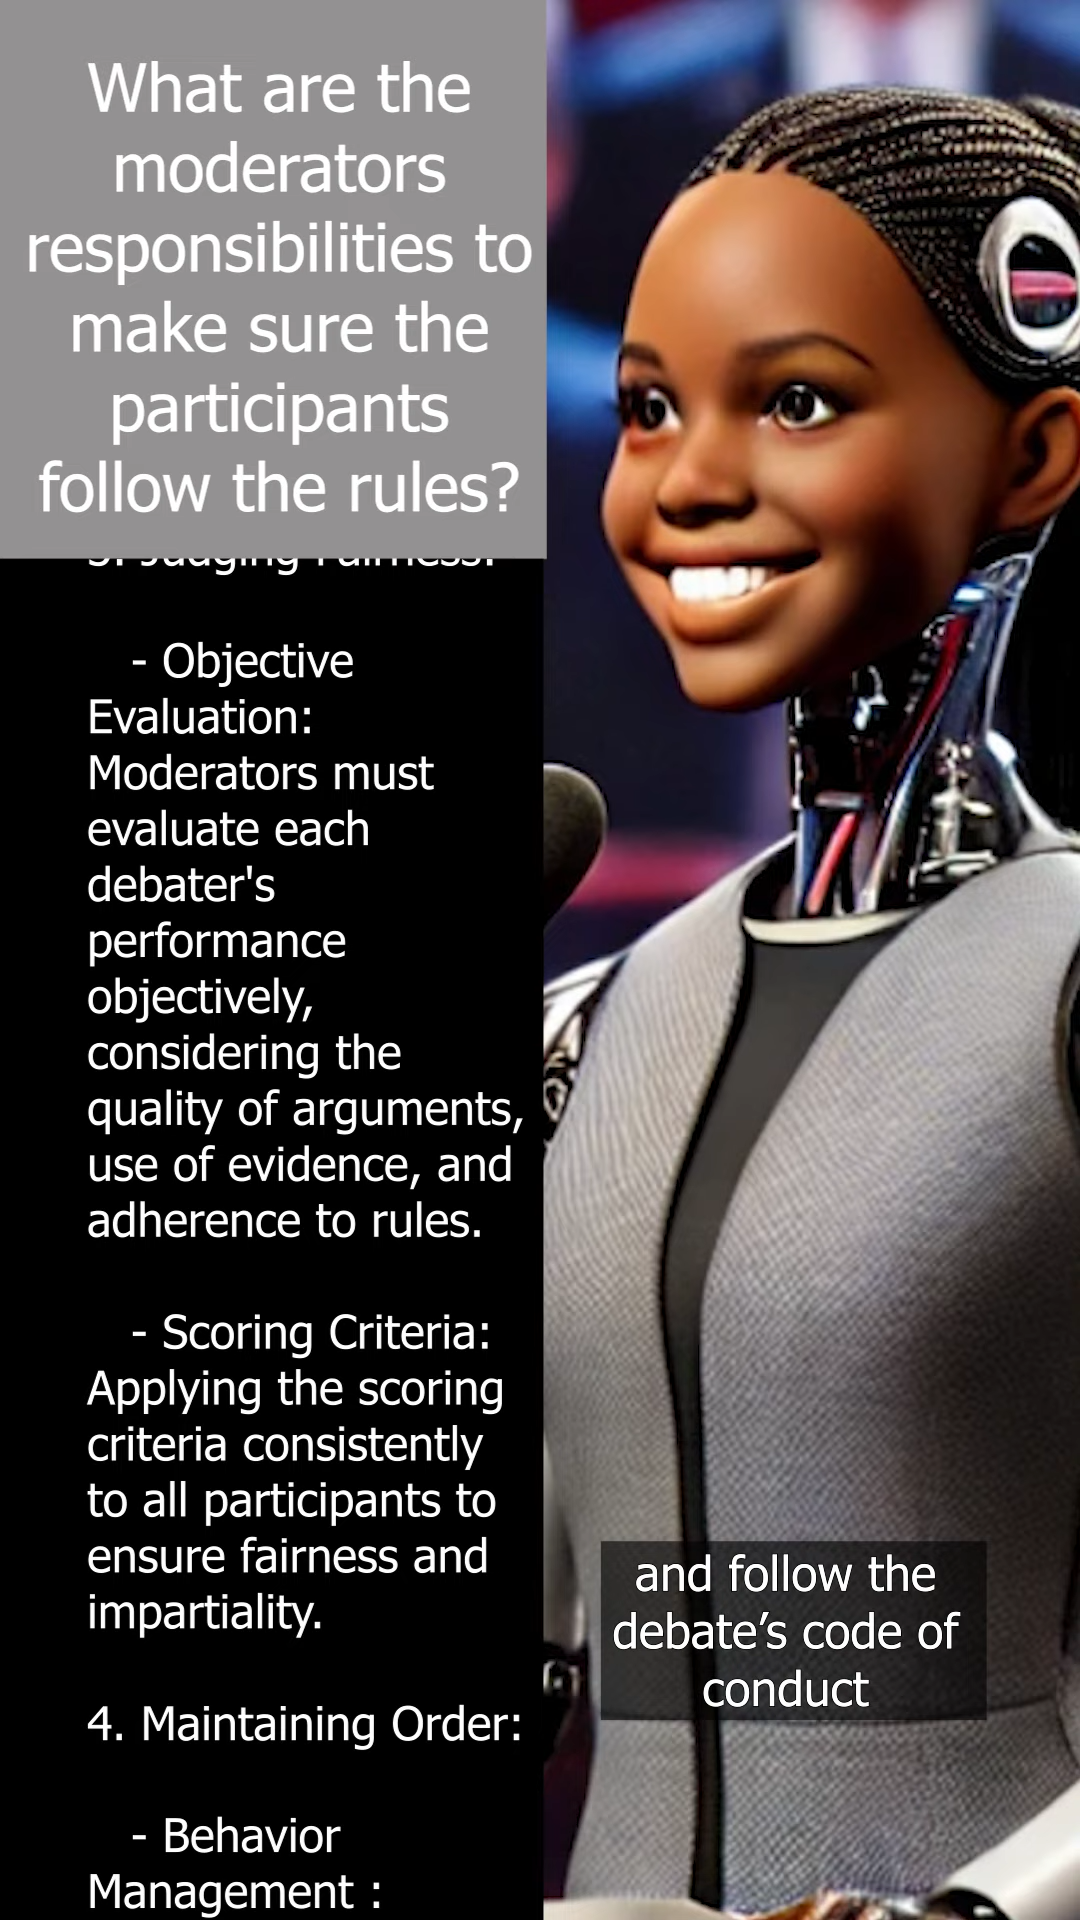 What are the
moderators
responsibilities to
make sure the
participants
follow the rules?
3. Judging Fairness:
- Objective
Evaluation:
Moderators must
evaluate each
debater's
performance
objectively,
considering the
quality of arguments,
use of evidence, and
adherence to rules.
- Scoring Criteria:
Applying the scoring
criteria consistently
to all participants to
ensure fairness and
impartiality.
4. Maintaining Order:
- Behavior
Management :
and follow the
debate’s code of
conduct